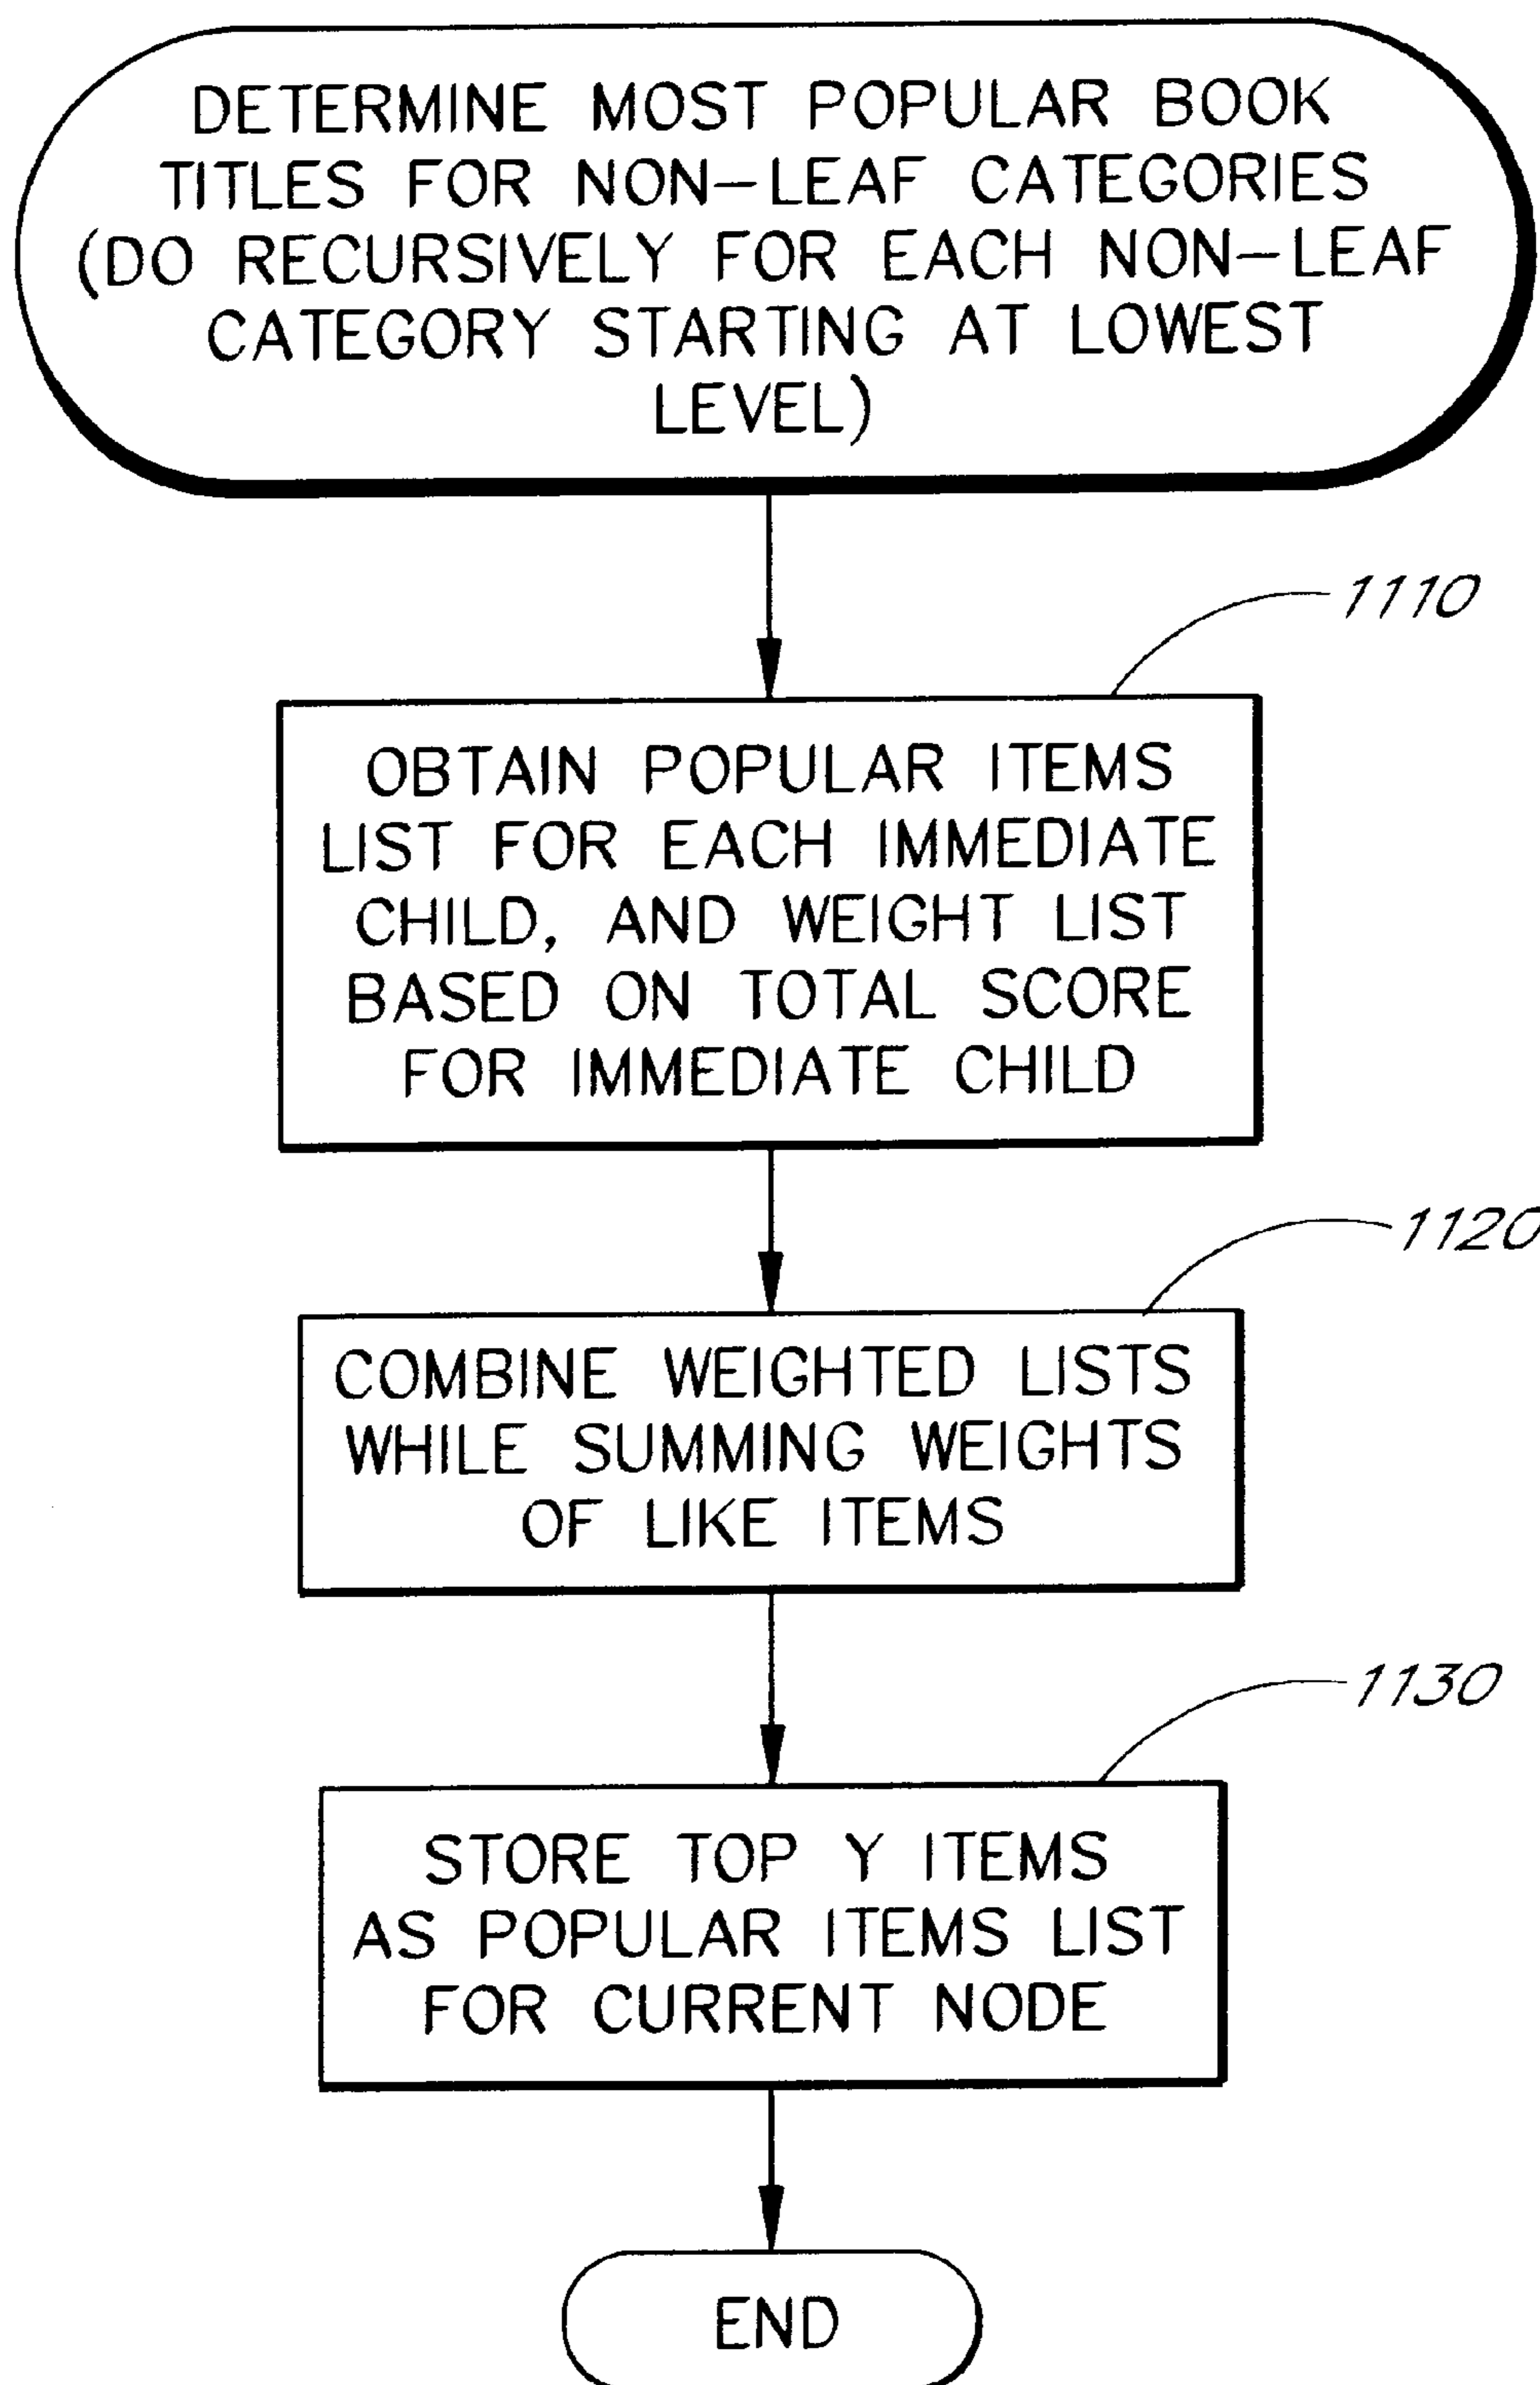 DETERMINE MOST POPULAR BOOK
TITLES FOR NON-LEAF CATEGORIES
(DO RECURSIVELY FOR EACH NON-LEAF
CATEGORY STARTING AT LOWEST
LEVEL)
1110
OBTAIN POPULAR ITEMS
LIST FOR EACH IMMEDIATE
CHILD, AND WEIGHT LIST
BASED ON TOTAL SCORE
FOR IMMEDIATE CHILD
1120
COMBINE WEIGHTED LISTS
WHILE SUMMING WEIGHTS
OF LIKE ITEMS
1130
STORE TOP Y ITEMS
AS POPULAR ITEMS LIST
FOR CURRENT NODE
END